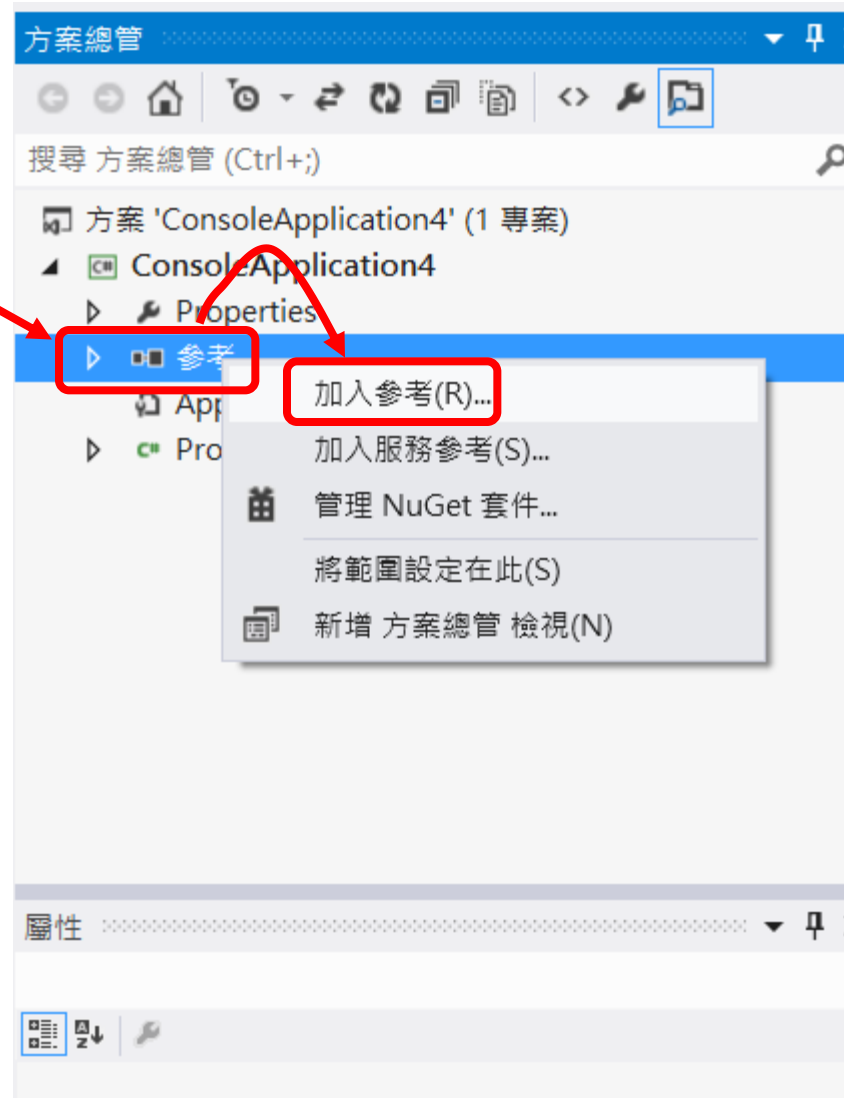 方案總管
搜尋 方案總管 (Ctrl+;)
方案 'ConsoleApplication4' (1 專案)
ConsoleApplication4
Properties
參考
加入參考(R)...
App
加入服務參考(S)...
Pro
管理 NuGet 套件...
將範圍設定在此(S)
新增 方案總管 檢視(N)
屬性